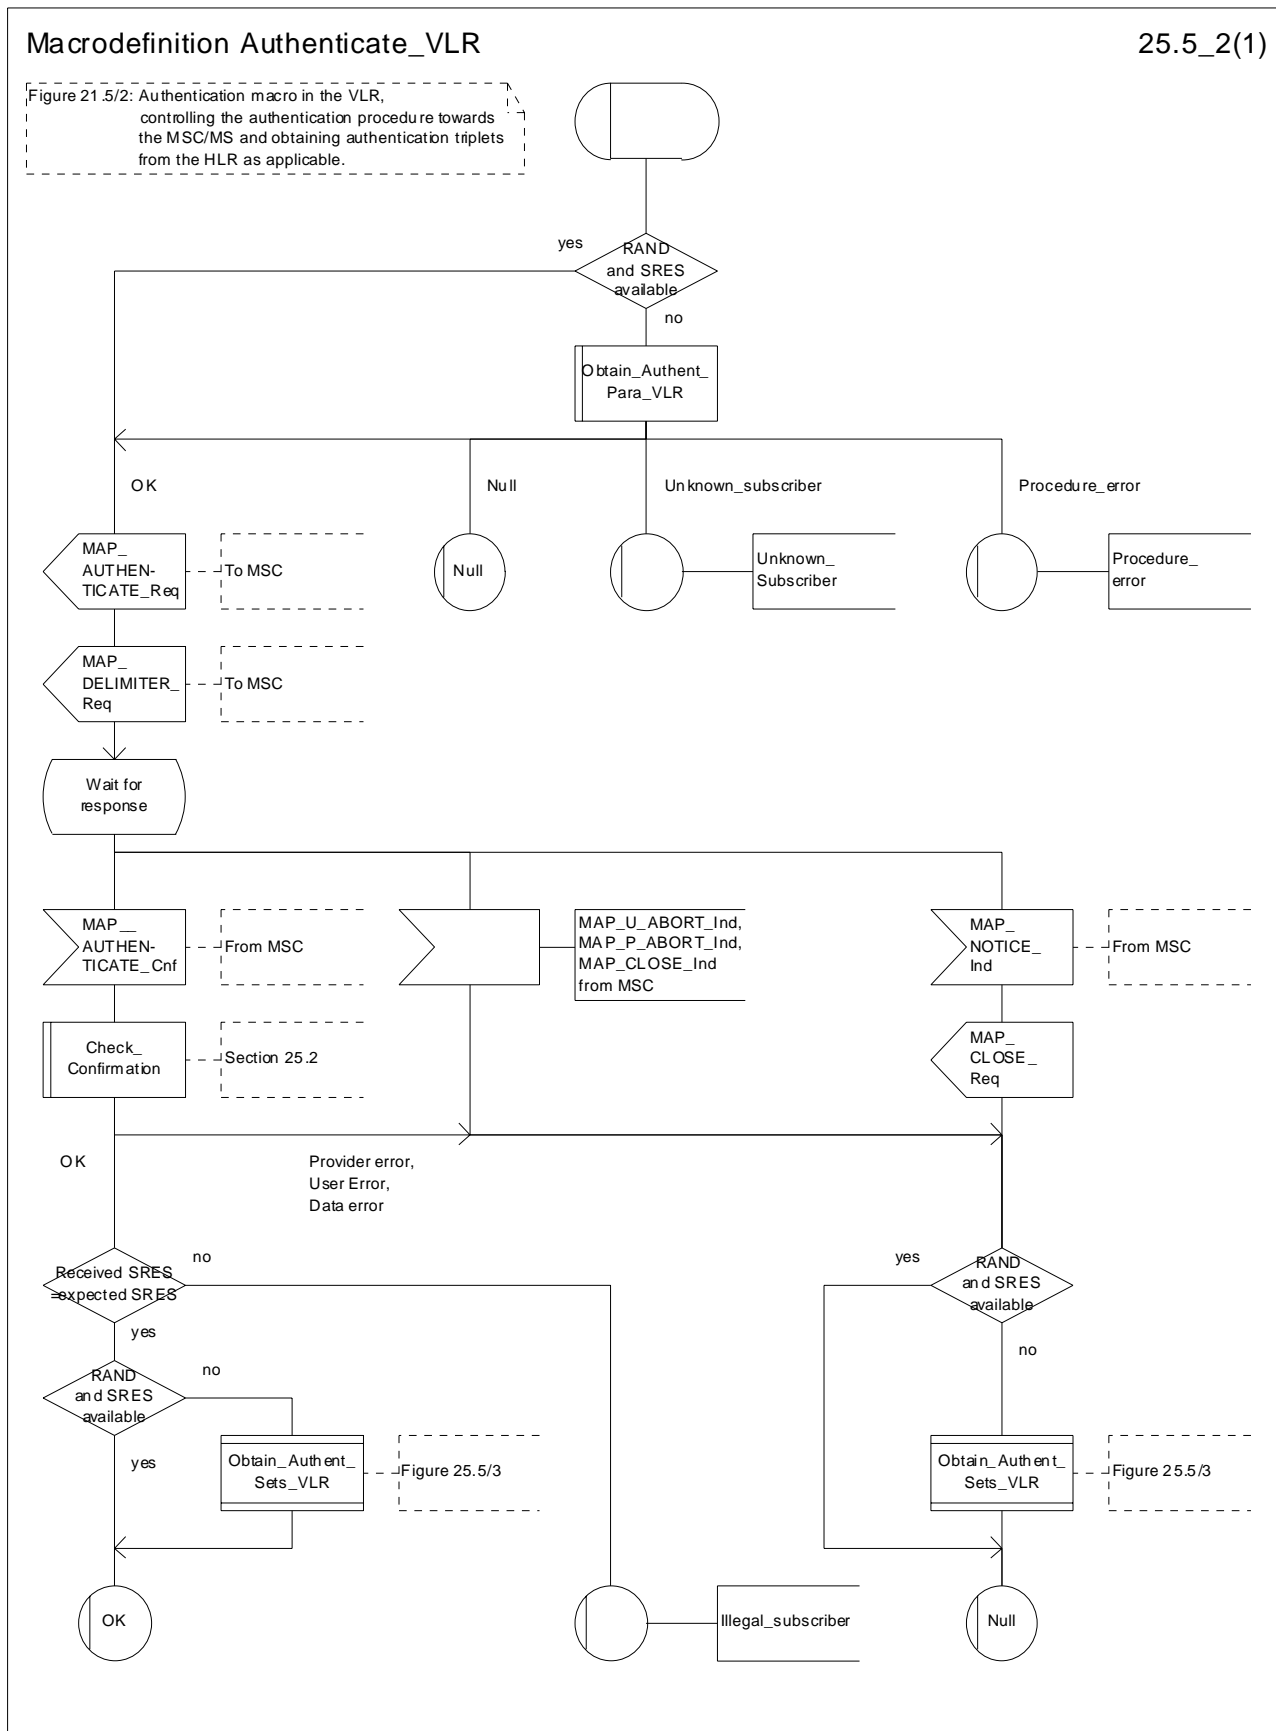 Macrodefinition Authenticate_VLR
25.5_2(1)
Figure 21.5/2: Authentication macro in the VLR,
controlling the authentication procedure towards
the MSC/MS and obtaining authentication triplets
from the HLR as applicable.
yes
RAND
and SRES
available
no
Obtain_Authent_
Para_VLR
OK
Null
Unknown_subscriber
Procedure_error
MAP_
AUTHEN-
TICATE_Req
To MSC
Null
Unknown_
Subscriber
Procedure_
error
MAP_
DELIMITER_
Req
To MSC
Wait for
response
MAP__
AUTHEN-
TICATE_Cnf
From MSC
MAP_U_ABORT_Ind,
MAP_P_ABORT_Ind,
MAP_CLOSE_Ind
from MSC
MAP_
NOTICE_
Ind
From MSC
Check_
Confirmation
Section 25.2
MAP_
CLOSE_
Req
OK
Provider error,
User Error,
Data error
Received SRES
=expected SRES
no
yes
yes
RAND
and SRES
available
no
RAND
and SRES
available
no
yes
Obtain_Authent_
Sets_VLR
Figure 25.5/3
Obtain_Authent_
Sets_VLR
Figure 25.5/3
OK
Illegal_subscriber
Null